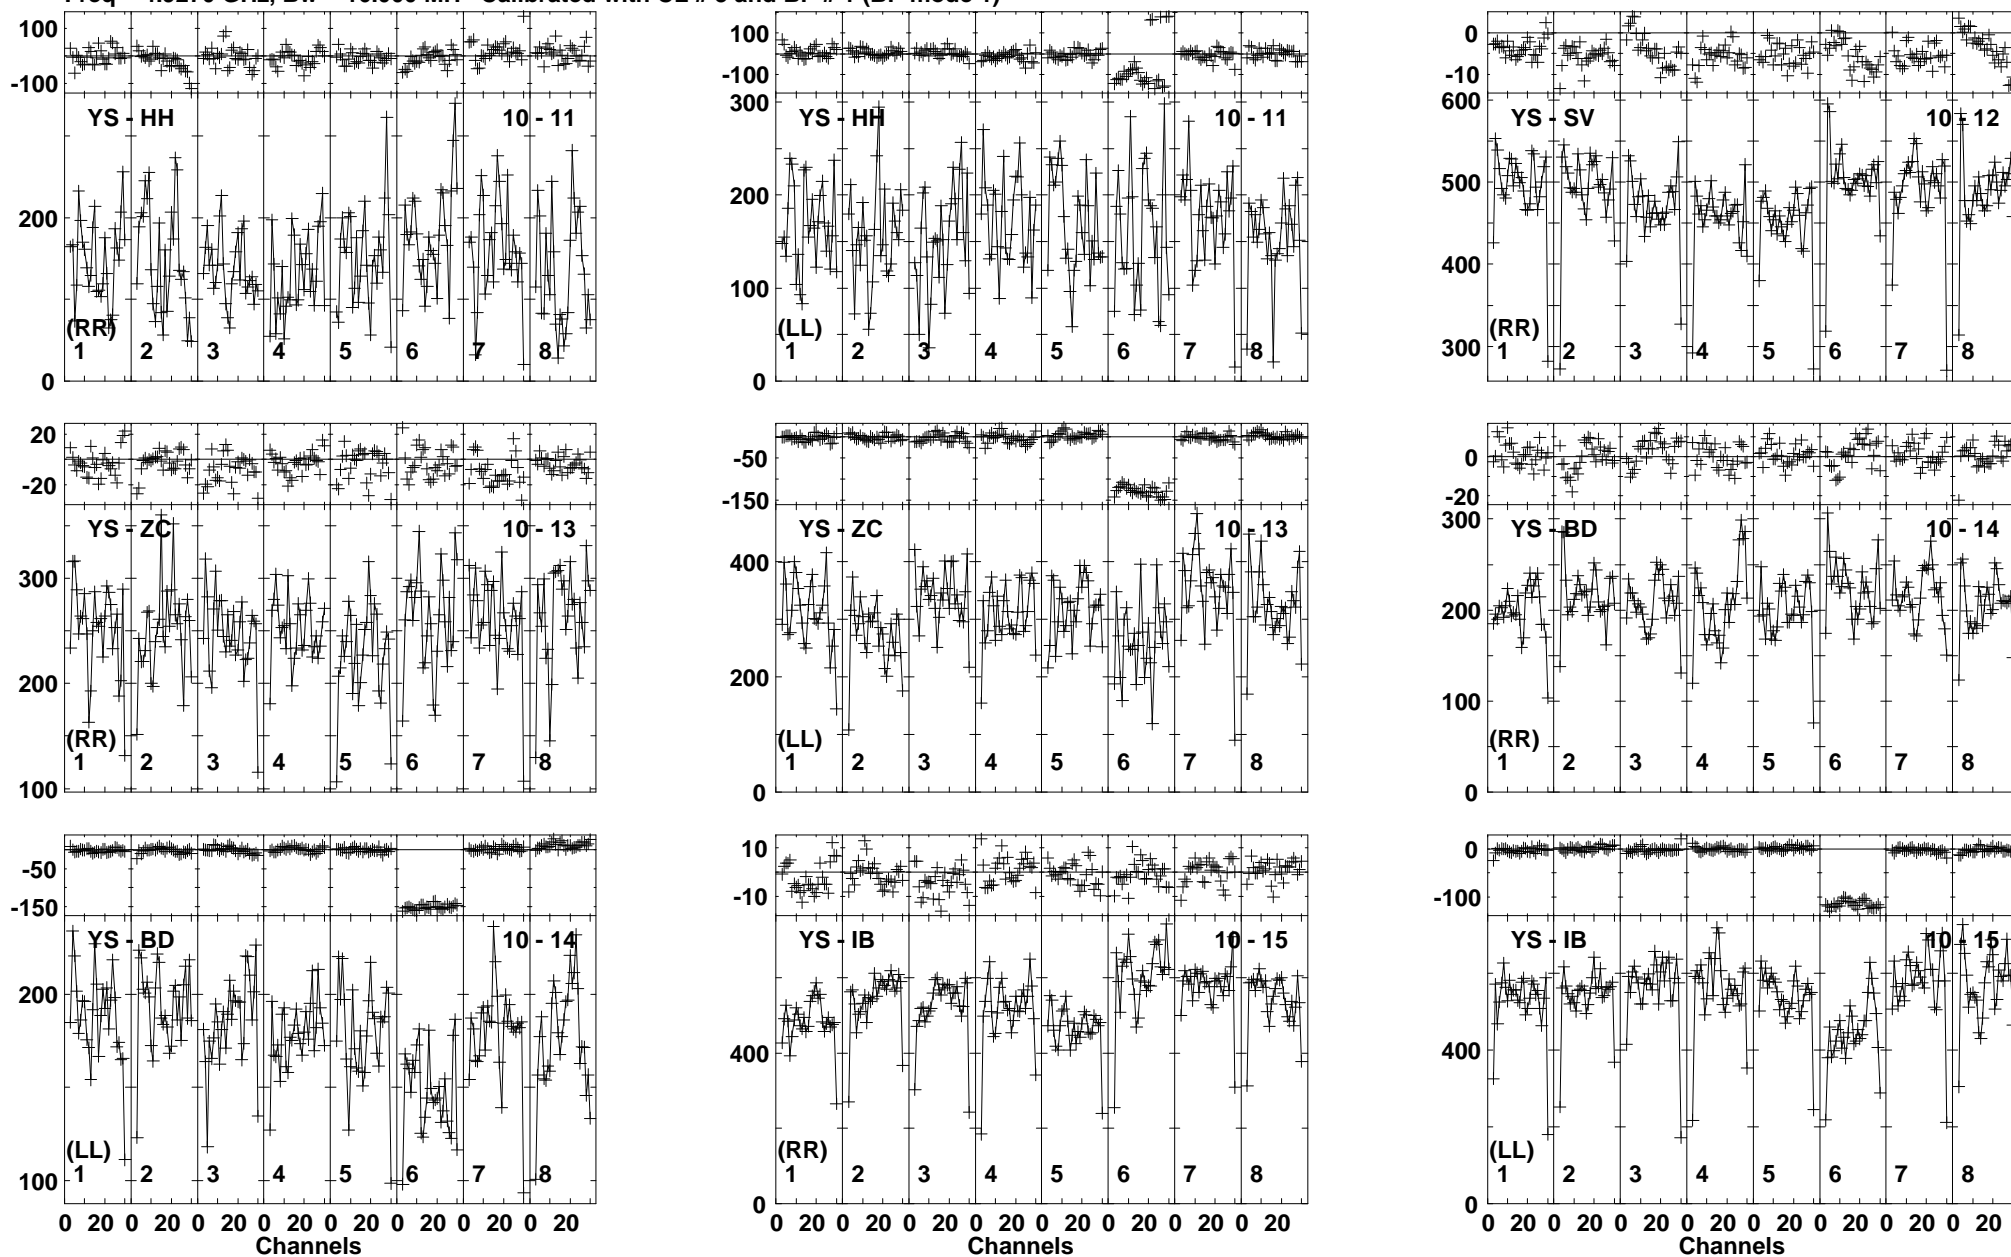 100 0 -100 YS - HH 10 - 11 200 0 (RR) 1 2 3 4 5 6 7 8
100 0 -100 YS - HH 10 - 11 300 200 100 0 (LL) 1 2 3 4 5 6 7 8
0 -10 YS - SV 10 - 12 600 500 400 300 (RR) 1 2 3 4 5 6 7 8
20 0 -20 YS - ZC 10 - 13 300 200 100 (RR) 1 2 3 4 5 6 7 8
-50 -150 YS - ZC 10 - 13 400 200 0 (LL) 1 2 3 4 5 6 7 8
0 -20 YS - BD 10 - 14 300 200 100 0 (RR) 1 2 3 4 5 6 7 8
-50 -150 YS - BD 10 - 14 200 100 (LL) 1 2 3 4 5 6 7 8
10 -10 YS - IB 10 - 15 400 0 (RR) 1 2 3 4 5 6 7 8
0 -100 YS - IB 10 - 15 400 0 (LL) 1 2 3 4 5 6 7 8
0 20 0 20 0 20 0 20 0 20 0 20 0 20 0 20
Channels
0 20 0 20 0 20 0 20 0 20 0 20 0 20 0 20
Channels
0 20 0 20 0 20 0 20 0 20 0 20 0 20 0 20
Channels